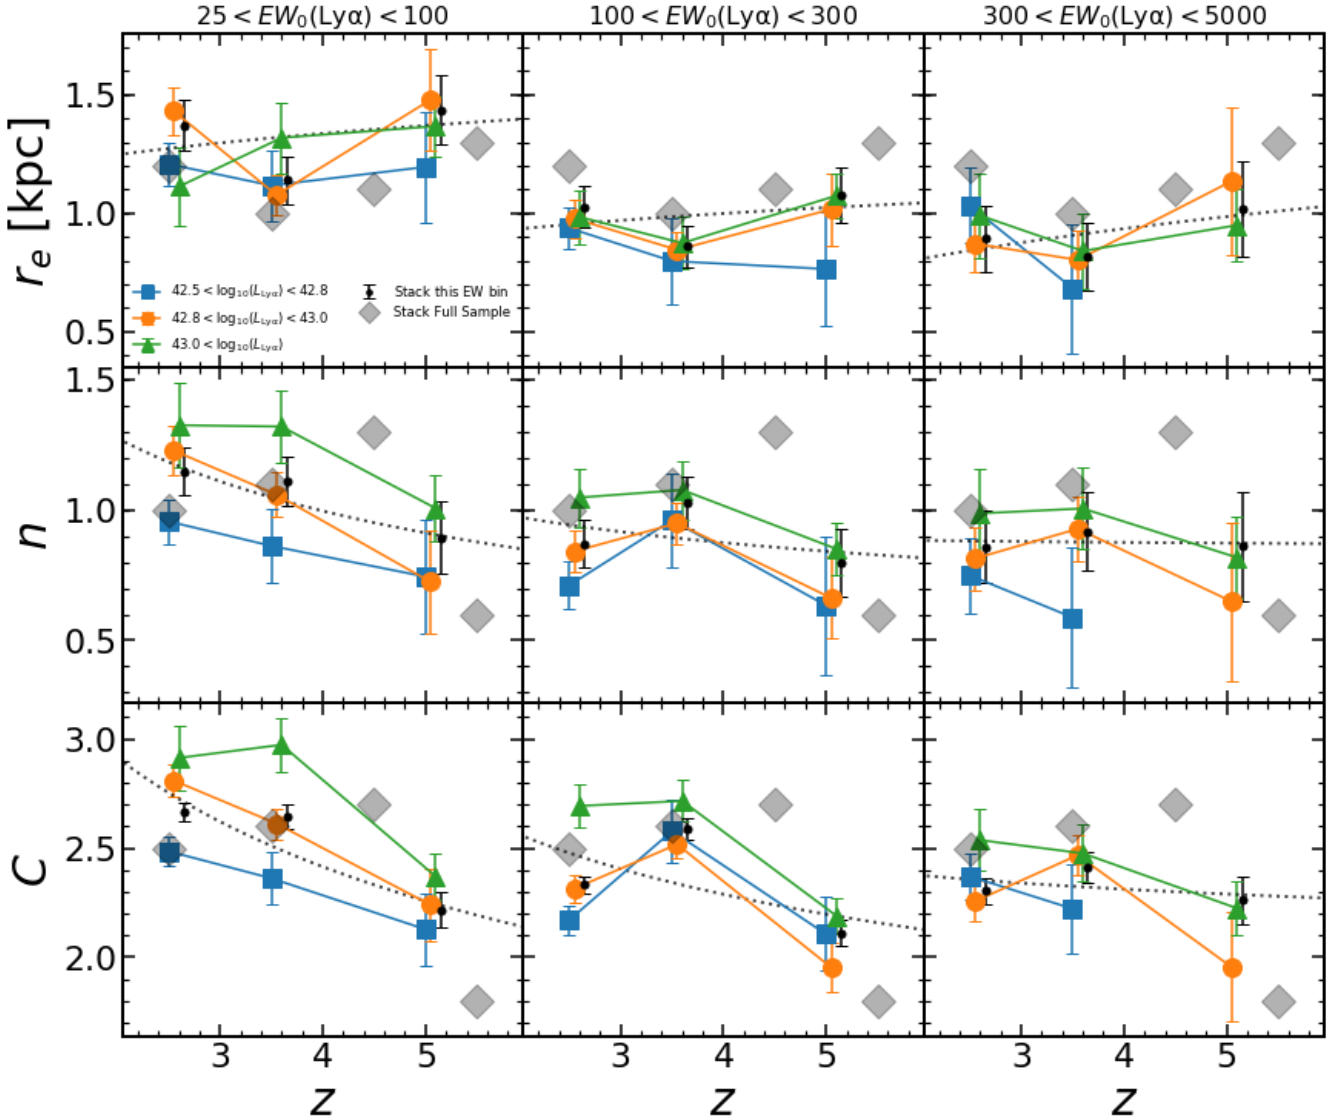 25 < EW₀(Lyα) < 100
100 < EW₀(Lyα) < 300
300 < EW₀(Lyα) < 5000
rₑ [kpc]
1.5
1.0
0.5
42.5 < log₁₀(L_Lyα) < 42.8
42.8 < log₁₀(L_Lyα) < 43.0
43.0 < log₁₀(L_Lyα)
Stack this EW bin
Stack Full Sample
n
1.5
1.0
0.5
C
3.0
2.5
2.0
3 4 5
3 4 5
3 4 5
z
z
z